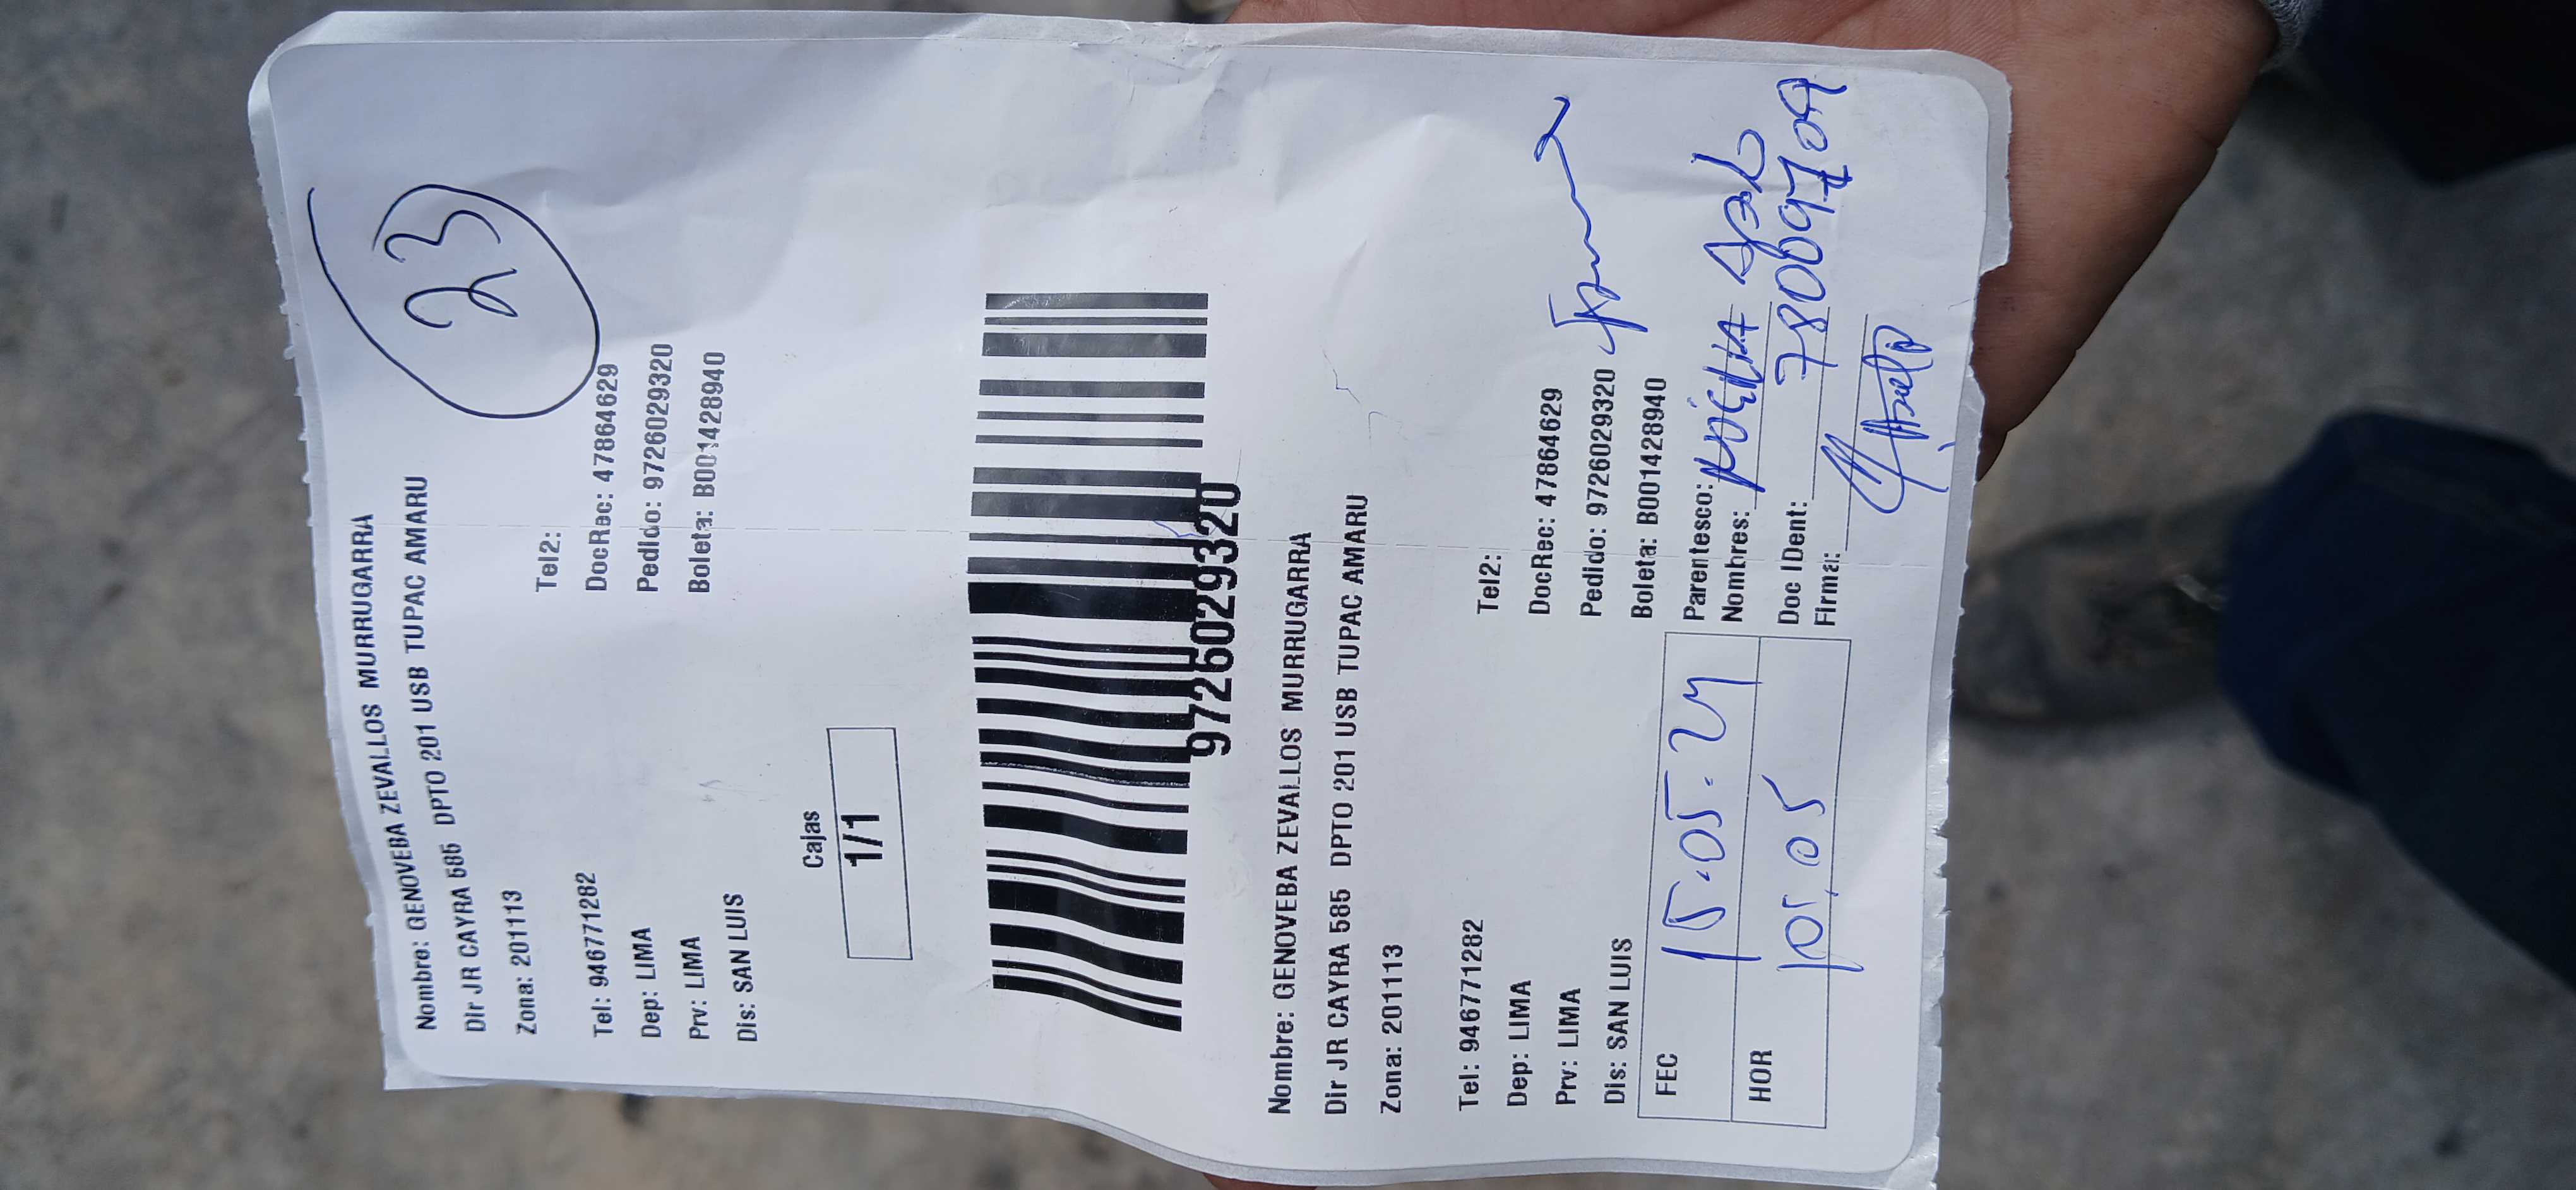 23
Nombre: GENOVEBA ZEVALLOS MURRUGARRA
Dir JR CAYRA 585 DPTO 201 USB TUPAC AMARU
Zona: 201113
Tel: 946771282 Tel2:
Dep: LIMA DocRec: 47864629
Prv: LIMA Pedido: 9726029320
Dis: SAN LUIS Boleta: B001428940
Cajas
1/1
9726029320
Nombre: GENOVEBA ZEVALLOS MURRUGARRA
Dir JR CAYRA 585 DPTO 201 USB TUPAC AMARU
Zona: 201113
Tel: 946771282 Tel2:
Dep: LIMA DocRec: 47864629
Prv: LIMA Pedido: 9726029320
Dis: SAN LUIS Boleta: B001428940
FEC 15.05.24 Parentesco:
Nombres:
HOR 10:05 Doc IDent:
Firma: